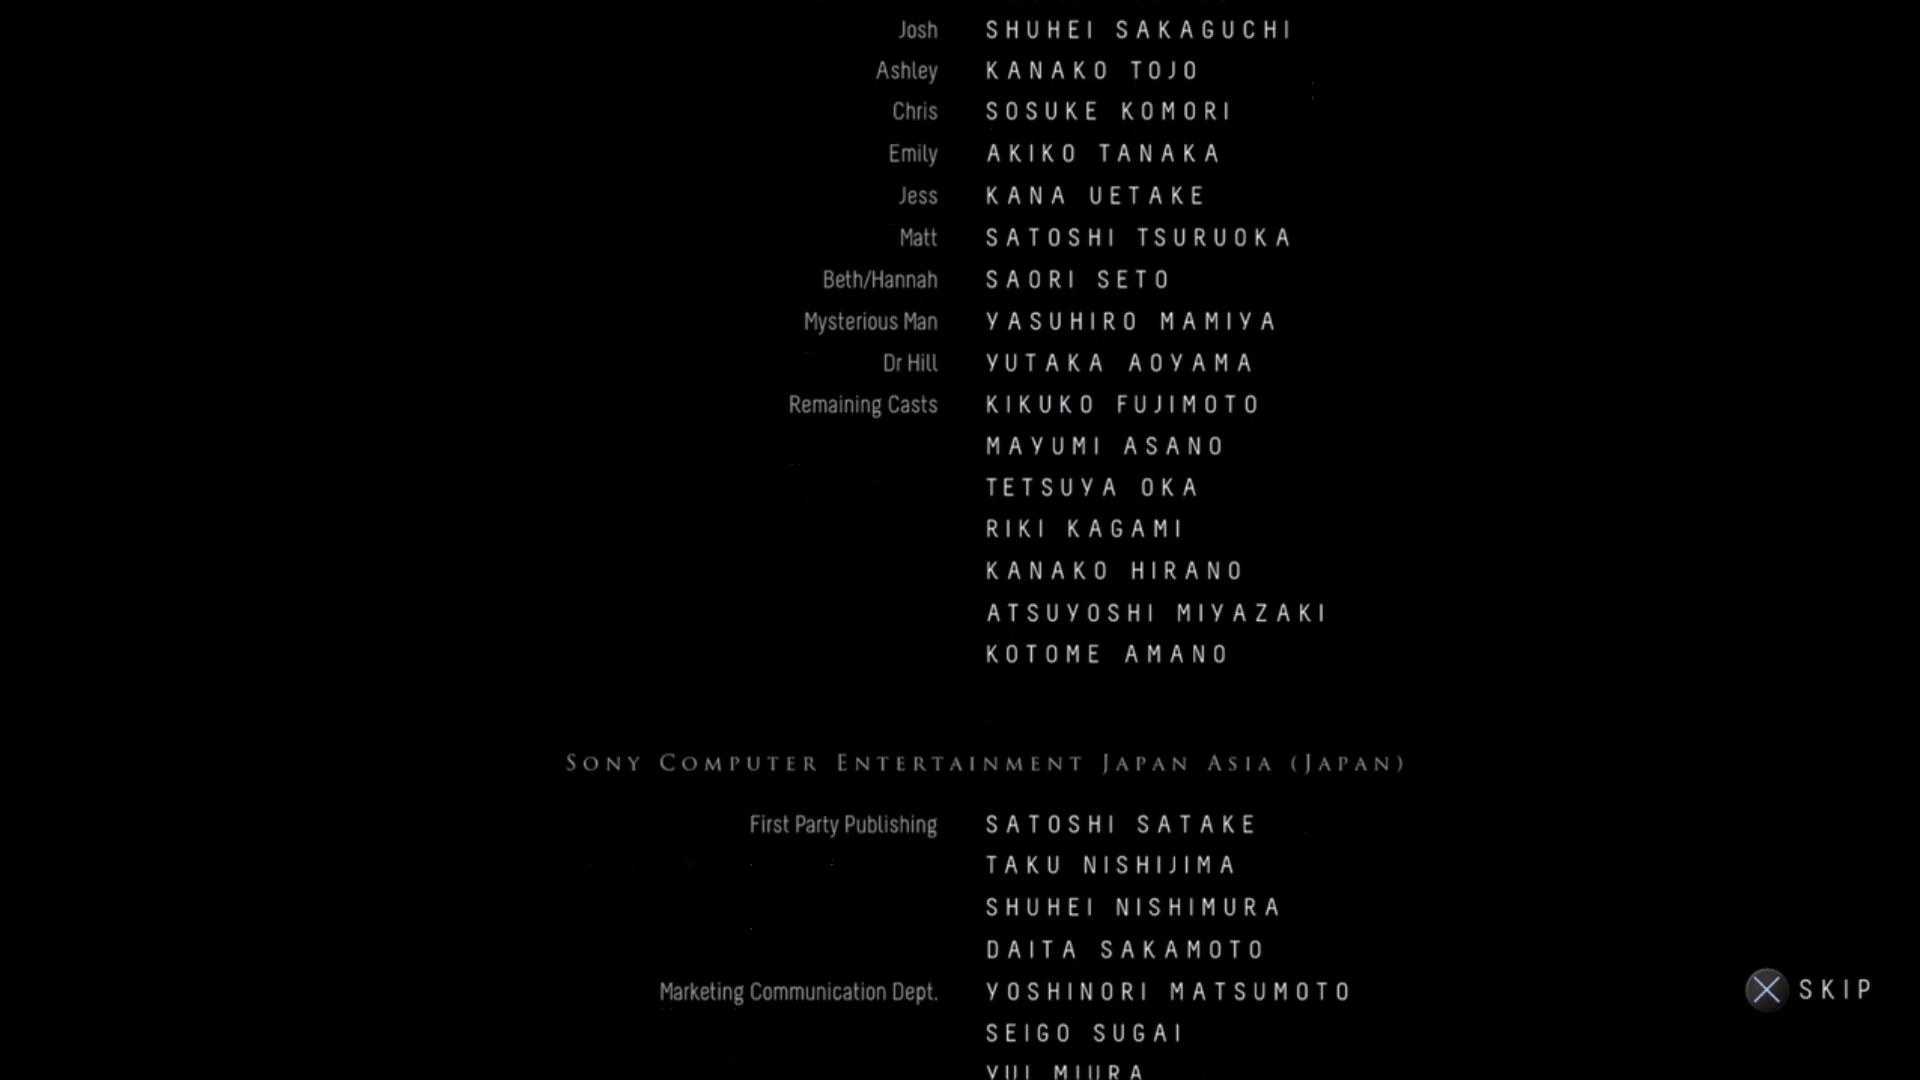 Josh SHUHEI SAKAGUCHI
Ashley KANAKO TOJO
Chris SOSUKE KOMORI
Emily AKIKO TANAKA
Jess KANA UETAKE
Matt SATOSHI TSURUOKA
Beth/Hannah SAORI SETO
Mysterious Man YASUHIRO MAMIYA
Dr Hill YUTAKA AOYAMA
Remaining Casts KIKUKO FUJIMOTO
MAYUMI ASANO
TETSUYA OKA
RIKI KAGAMI
KANAKO HIRANO
ATSUYOSHI MIYAZAKI
KOTOME AMANO
SONY COMPUTER ENTERTAINMENT JAPAN ASIA (JAPAN)
First Party Publishing SATOSHI SATAKE
TAKU NISHIJIMA
SHUHEI NISHIMURA
DAITA SAKAMOTO
Marketing Communication Dept. YOSHINORI MATSUMOTO
SKIP
SEIGO SUGAI
YUI MIURA